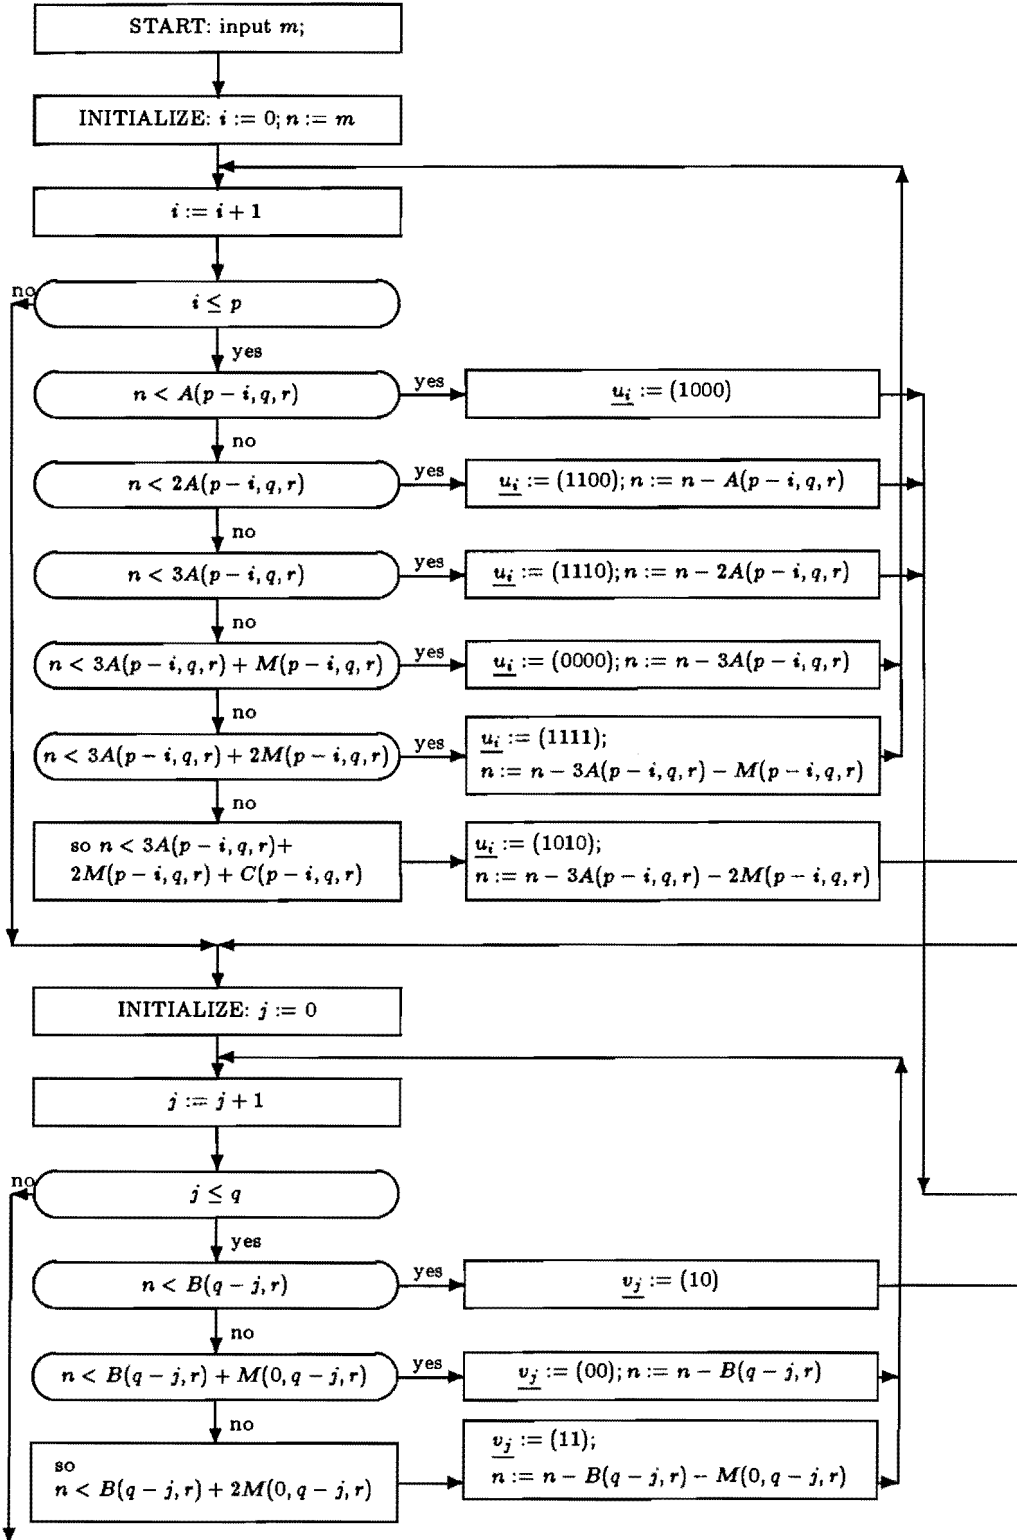 START: input m;
INITIALIZE: i := 0; n := m
i := i + 1
no
i ≤ p
yes
n < A(p − i, q, r)
yes
u_i := (1000)
no
n < 2A(p − i, q, r)
yes
u_i := (1100); n := n − A(p − i, q, r)
no
n < 3A(p − i, q, r)
yes
u_i := (1110); n := n − 2A(p − i, q, r)
no
n < 3A(p − i, q, r) + M(p − i, q, r)
yes
u_i := (0000); n := n − 3A(p − i, q, r)
no
n < 3A(p − i, q, r) + 2M(p − i, q, r)
yes
u_i := (1111);
n := n − 3A(p − i, q, r) − M(p − i, q, r)
no
so n < 3A(p − i, q, r)+
2M(p − i, q, r) + C(p − i, q, r)
u_i := (1010);
n := n − 3A(p − i, q, r) − 2M(p − i, q, r)
INITIALIZE: j := 0
j := j + 1
no
j ≤ q
yes
n < B(q − j, r)
yes
v_j := (10)
no
n < B(q − j, r) + M(0, q − j, r)
yes
v_j := (00); n := n − B(q − j, r)
no
so
n < B(q − j, r) + 2M(0, q − j, r)
v_j := (11);
n := n − B(q − j, r) − M(0, q − j, r)